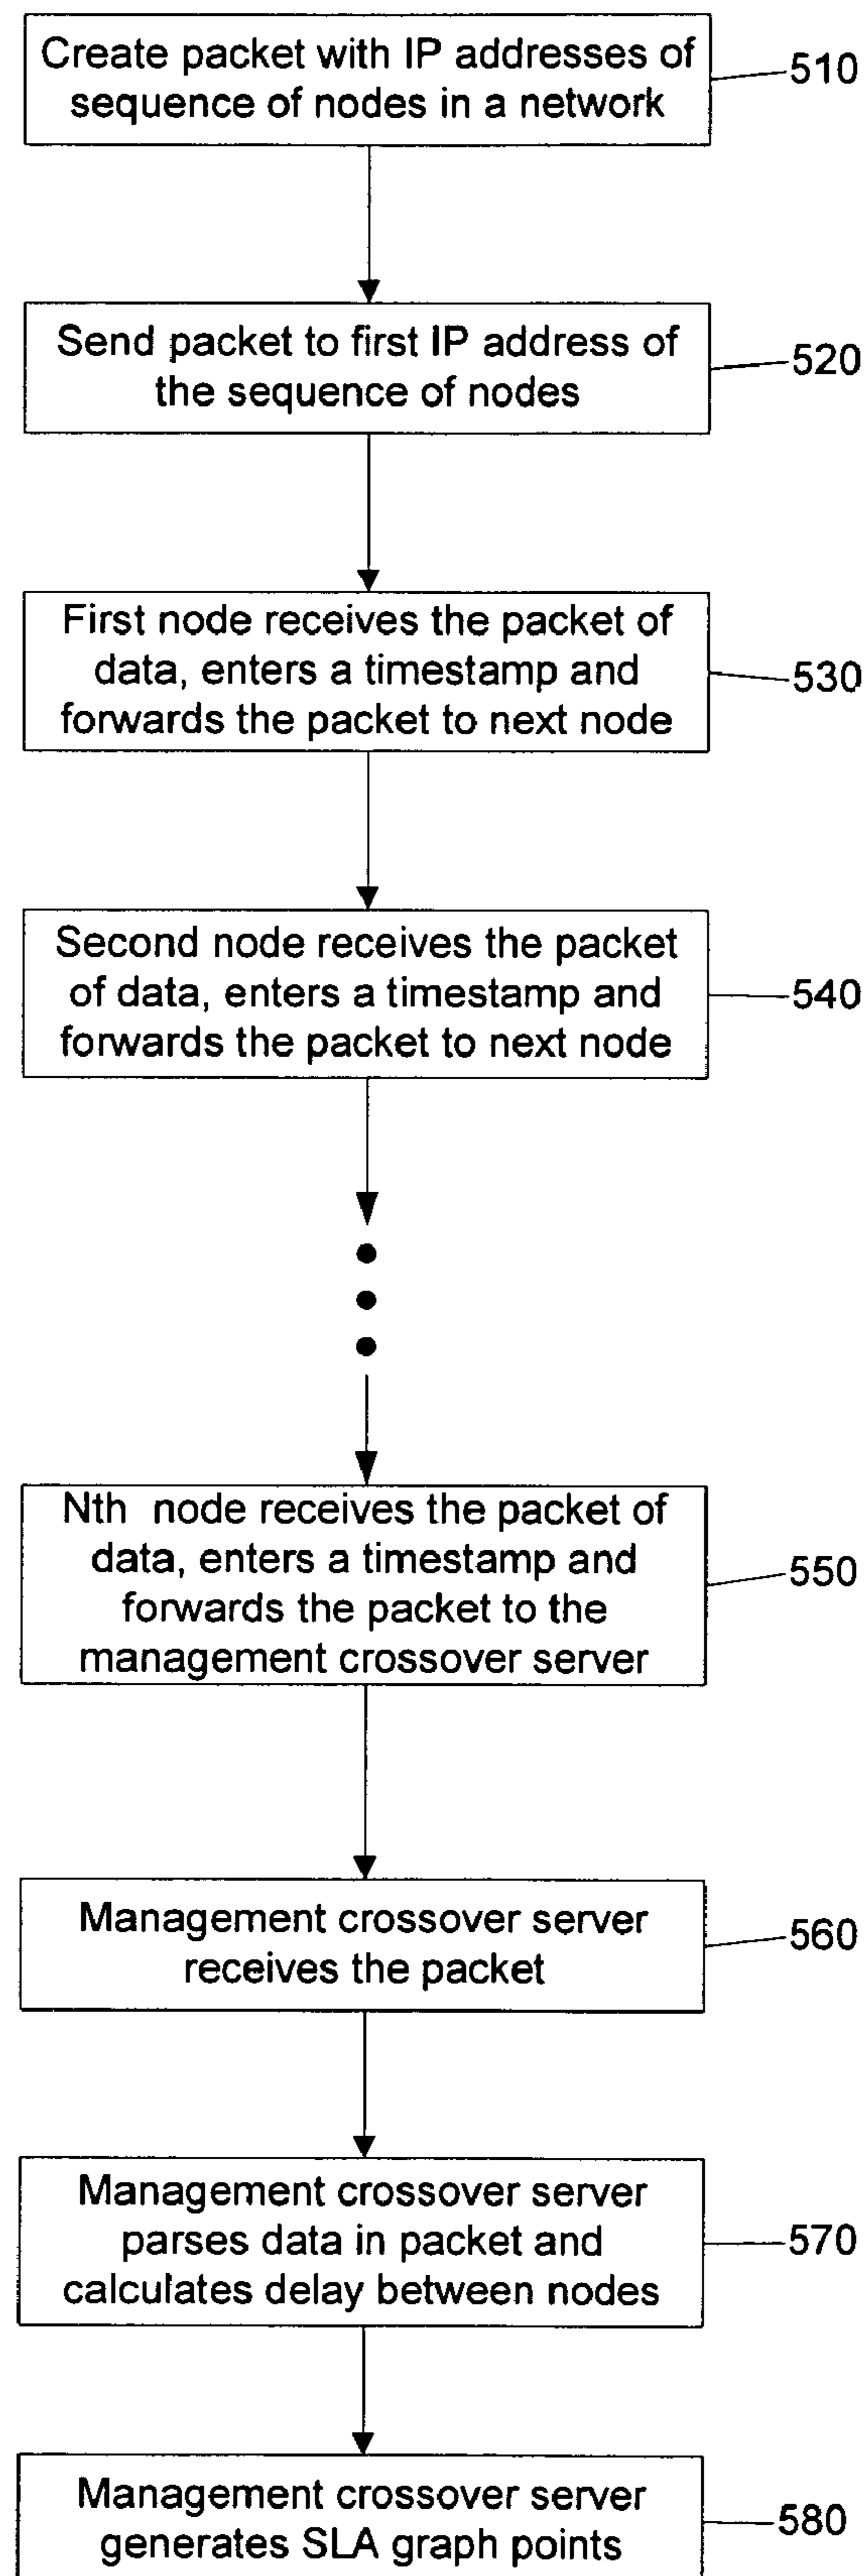 Create packet with IP addresses of
sequence of nodes in a network
510
Send packet to first IP address of
the sequence of nodes
520
First node receives the packet of
data, enters a timestamp and
forwards the packet to next node
530
Second node receives the packet
of data, enters a timestamp and
forwards the packet to next node
540
Nth node receives the packet of
data, enters a timestamp and
forwards the packet to the
management crossover server
550
Management crossover server
receives the packet
560
Management crossover server
parses data in packet and
calculates delay between nodes
570
Management crossover server
generates SLA graph points
580